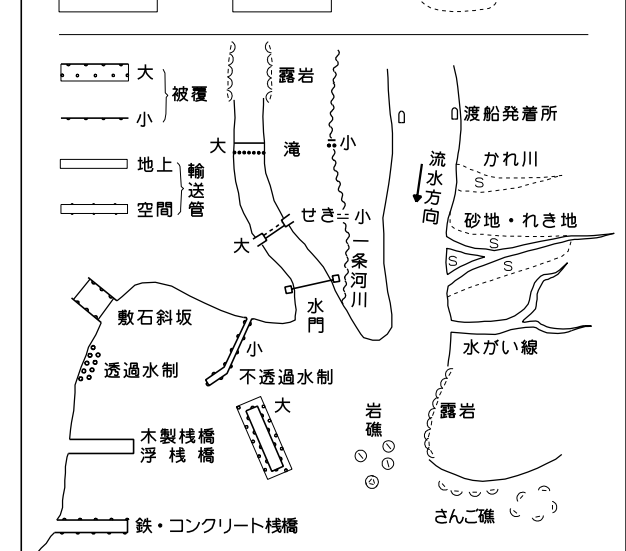 大
被覆
小
地上
輸送管
空間
露岩
大 滝 小
せき 小
大
一条河川
水門
渡船発着所
流水方向
かれ川
S
砂地・れき地
S
S
S
水がい線
敷石斜坂
透過水制
小
不透過水制
大
木製桟橋
浮桟橋
鉄・コンクリート桟橋
岩礁
露岩
さんご礁